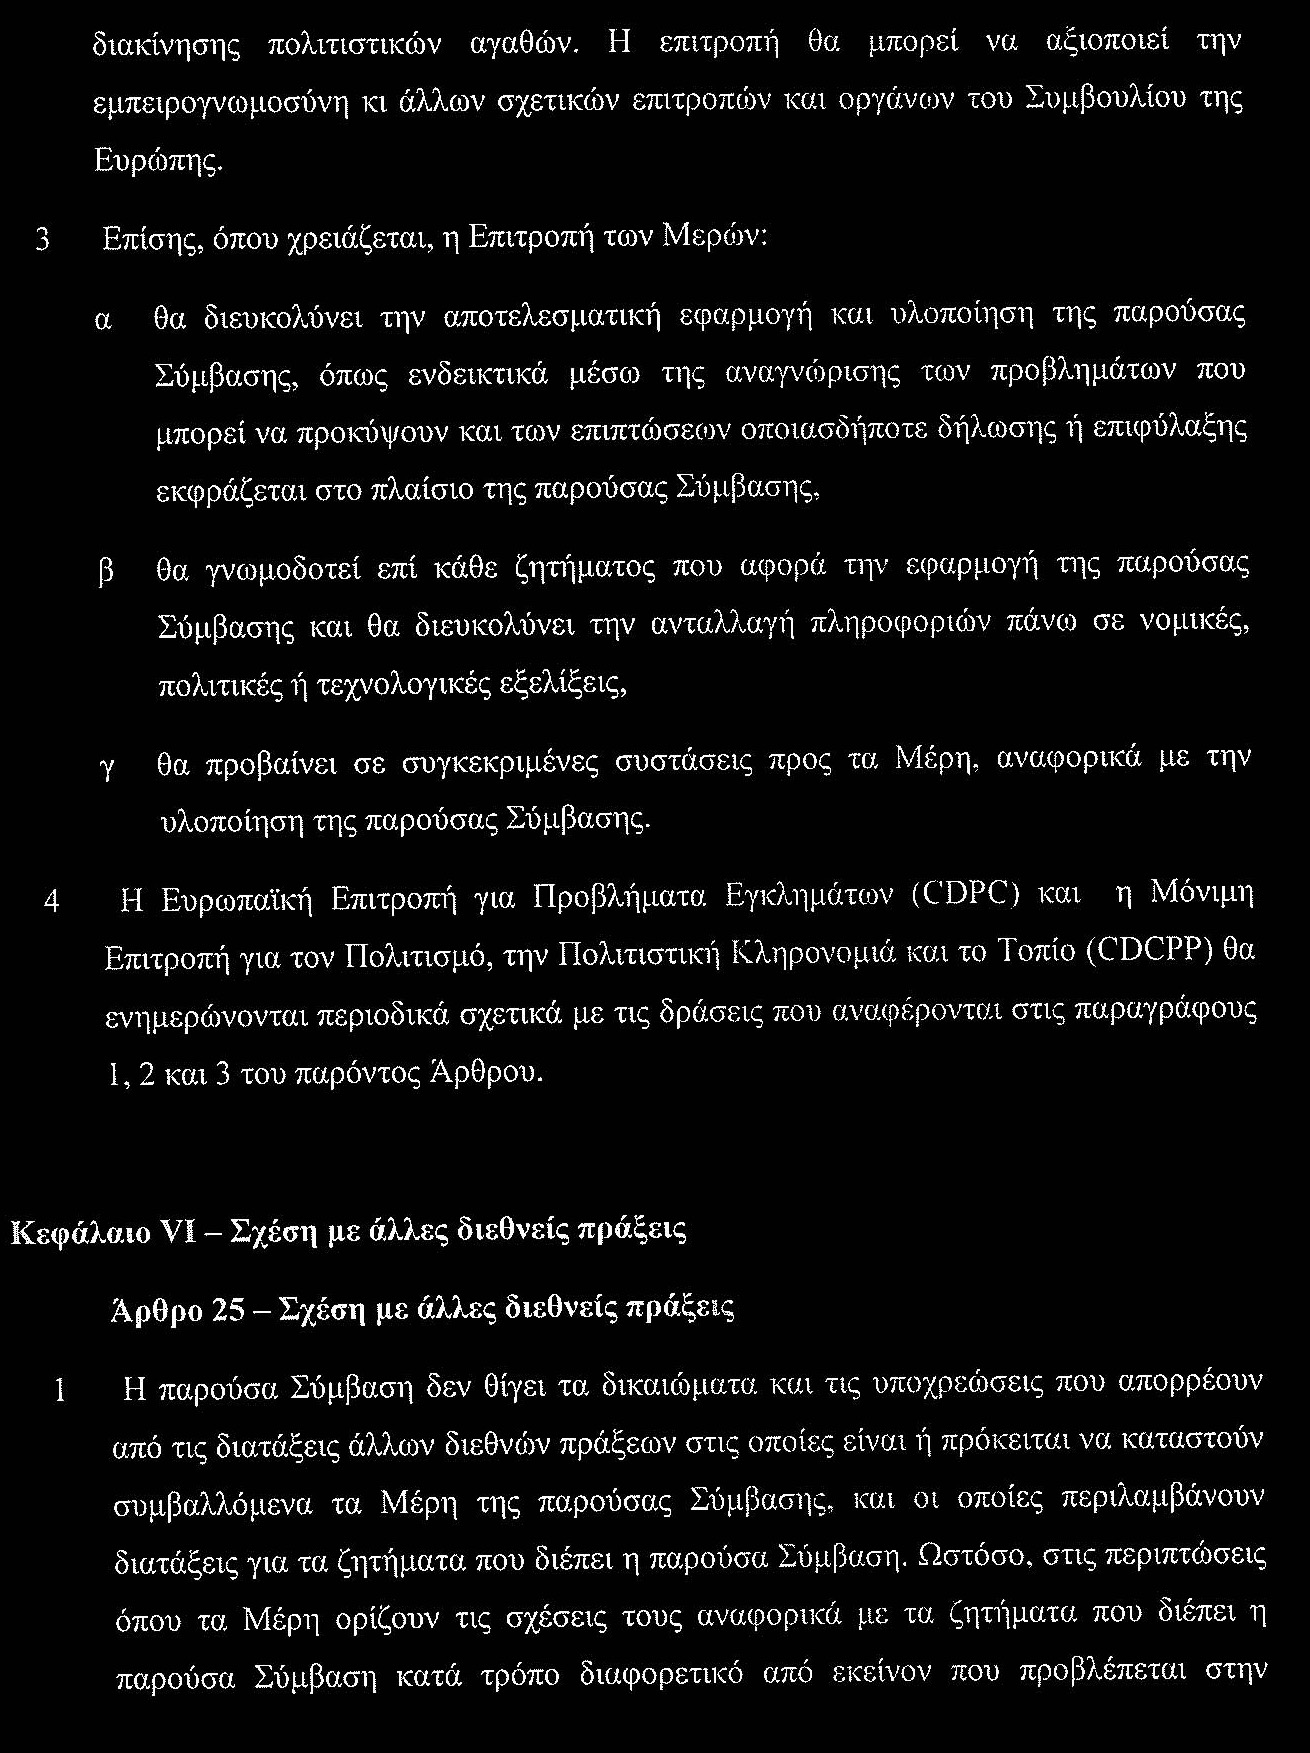 διακίνησης πολιτιστικών αγαθών. Η επιτροπή θα μπορεί να αξιοποιεί την
εμπειρογνωμοσύνη κι άλλων σχετικών επιτροπών και οργάνων του Συμβουλίου της
Ευρώπης.
3 Επίσης, όπου χρειάζεται, η Επιτροπή των Μερών:
α θα διευκολύνει την αποτελεσματική εφαρμογή και υλοποίηση της παρούσας
Σύμβασης, όπως ενδεικτικά μέσω της αναγνώρισης των προβλημάτων που
μπορεί να προκύψουν και των επιπτώσεων οποιασδήποτε δήλωσης ή επιφύλαξης
εκφράζεται στο πλαίσιο της παρούσας Σύμβασης,
β θα γνωμοδοτεί επί κάθε ζητήματος που αφορά την εφαρμογή της παρούσας
Σύμβασης και θα διευκολύνει την ανταλλαγή πληροφοριών πάνω σε νομικές,
πολιτικές ή τεχνολογικές εξελίξεις,
γ θα προβαίνει σε συγκεκριμένες συστάσεις προς τα Μέρη, αναφορικά με την
υλοποίηση της παρούσας Σύμβασης.
4 Η Ευρωπαϊκή Επιτροπή για Προβλήματα Εγκλημάτων (CDPC) και η Μόνιμη
Επιτροπή για τον Πολιτισμό, την Πολιτιστική Κληρονομιά και το Τοπίο (CDCPP) θα
ενημερώνονται περιοδικά σχετικά με τις δράσεις που αναφέρονται στις παραγράφους
1, 2 και 3 του παρόντος Άρθρου.
Κεφάλαιο VI – Σχέση με άλλες διεθνείς πράξεις
Άρθρο 25 – Σχέση με άλλες διεθνείς πράξεις
1 Η παρούσα Σύμβαση δεν θίγει τα δικαιώματα και τις υποχρεώσεις που απορρέουν
από τις διατάξεις άλλων διεθνών πράξεων στις οποίες είναι ή πρόκειται να καταστούν
συμβαλλόμενα τα Μέρη της παρούσας Σύμβασης, και οι οποίες περιλαμβάνουν
διατάξεις για τα ζητήματα που διέπει η παρούσα Σύμβαση. Ωστόσο, στις περιπτώσεις
όπου τα Μέρη ορίζουν τις σχέσεις τους αναφορικά με τα ζητήματα που διέπει η
παρούσα Σύμβαση κατά τρόπο διαφορετικό από εκείνον που προβλέπεται στην